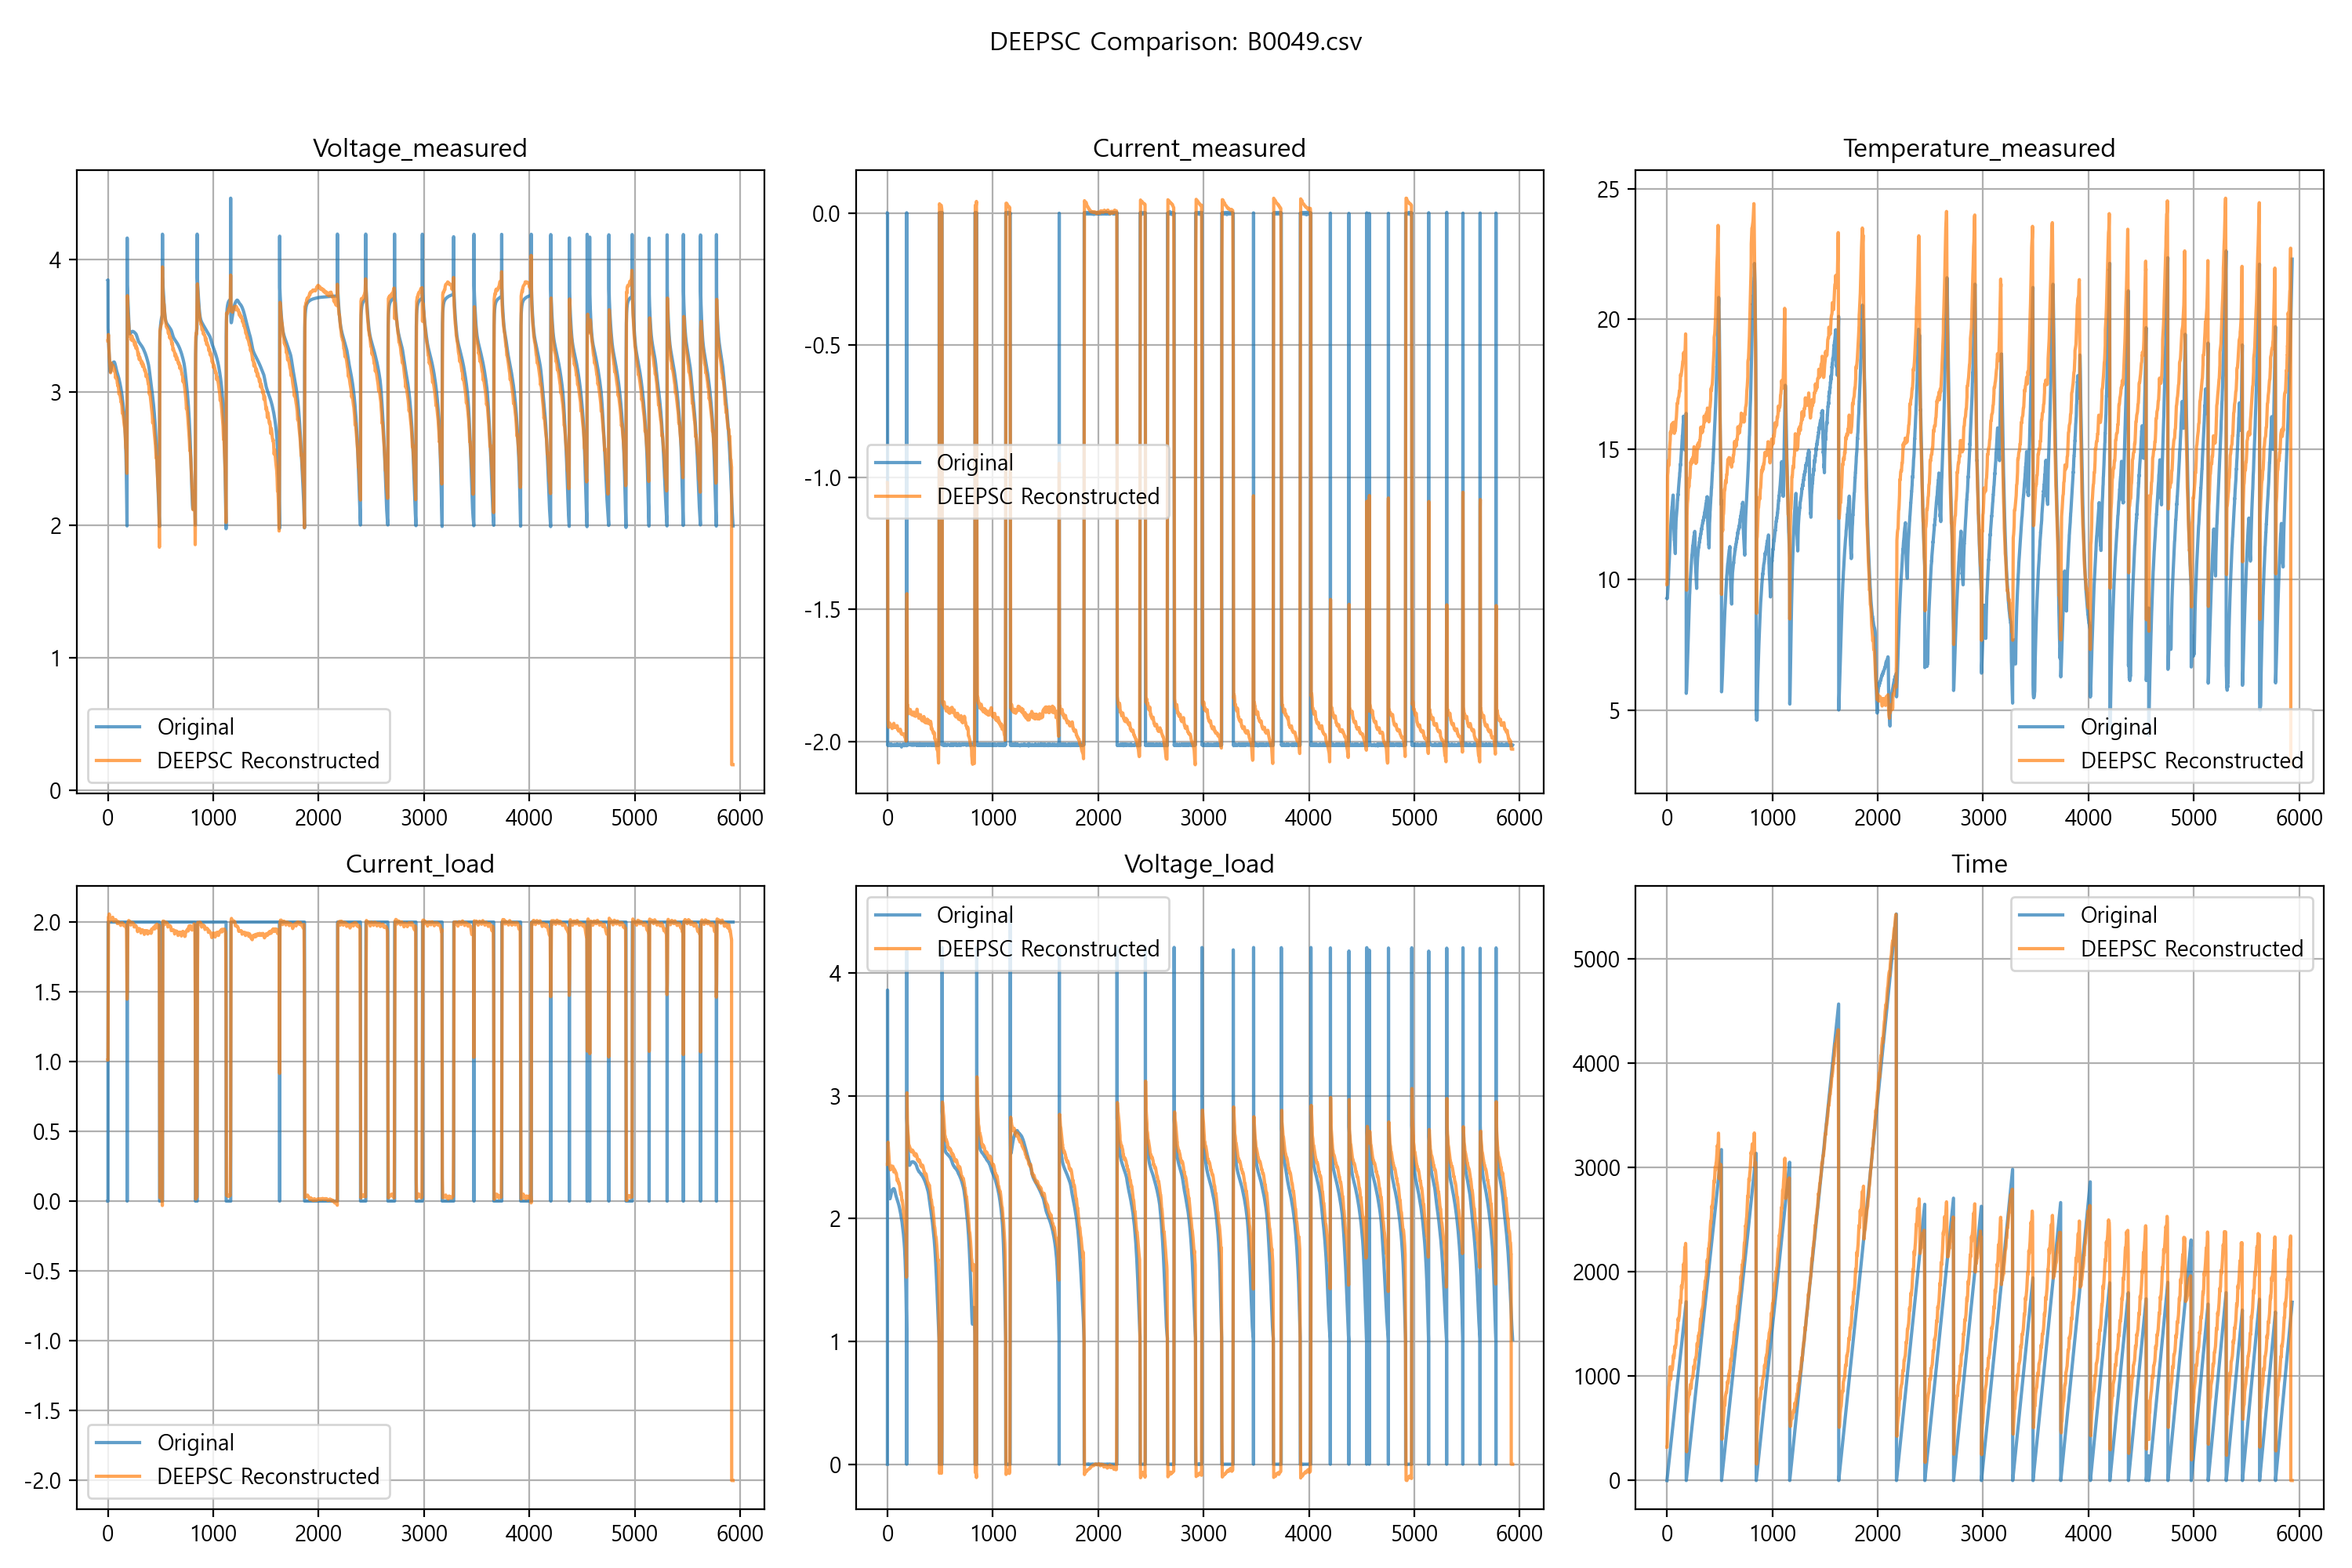 DEEPSC Comparison: B0049.csv
Voltage_measured
4
3
2
1
0
0 1000 2000 3000 4000 5000 6000
Original
DEEPSC Reconstructed
Current_measured
0.0
-0.5
-1.0
-1.5
-2.0
0 1000 2000 3000 4000 5000 6000
Original
DEEPSC Reconstructed
Temperature_measured
25
20
15
10
5
0 1000 2000 3000 4000 5000 6000
Original
DEEPSC Reconstructed
Current_load
2.0
1.5
1.0
0.5
0.0
-0.5
-1.0
-1.5
-2.0
0 1000 2000 3000 4000 5000 6000
Original
DEEPSC Reconstructed
Voltage_load
4
3
2
1
0
0 1000 2000 3000 4000 5000 6000
Original
DEEPSC Reconstructed
Time
5000
4000
3000
2000
1000
0
0 1000 2000 3000 4000 5000 6000
Original
DEEPSC Reconstructed